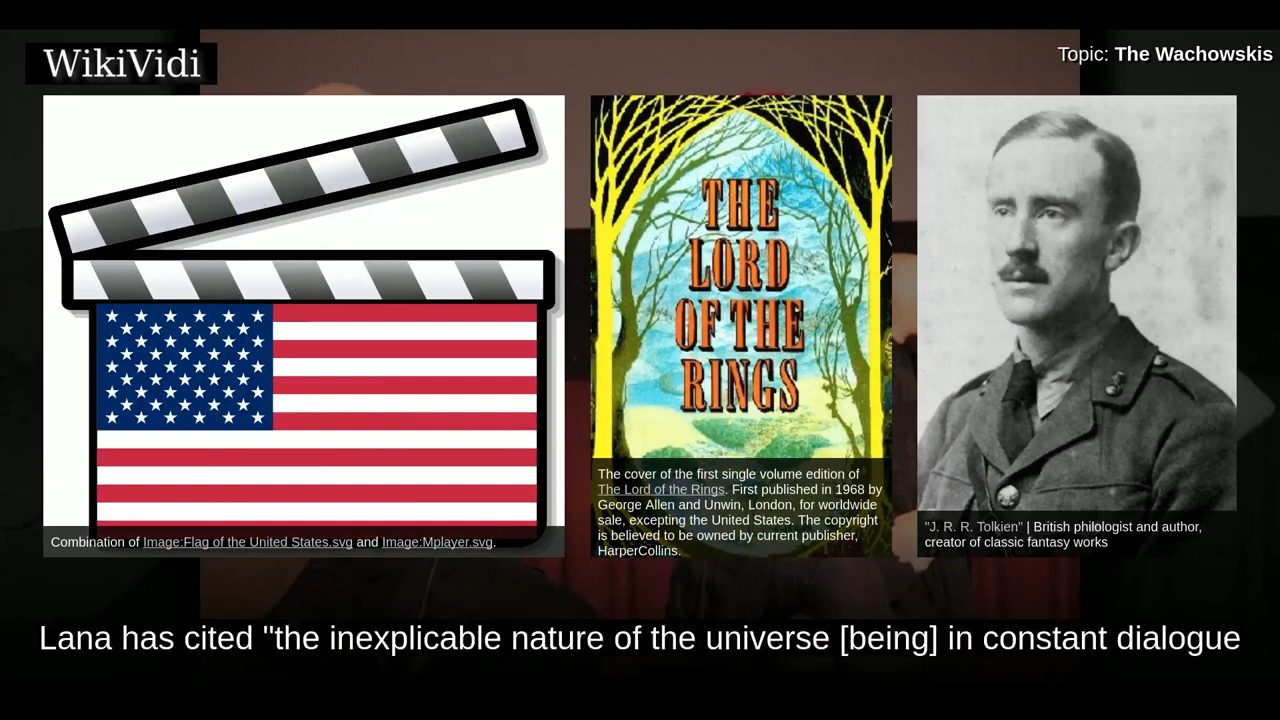 WikiVidi
Topic: The Wachowskis
THE
LORD
OF THE
RINGS
Combination of Image:Flag of the United States.svg and Image:Mplayer.svg.
The cover of the first single volume edition of
The Lord of the Rings. First published in 1968 by
George Allen and Unwin, London, for worldwide
sale, excepting the United States. The copyright
is believed to be owned by current publisher,
HarperCollins.
"J. R. R. Tolkien" | British philologist and author,
creator of classic fantasy works
Lana has cited "the inexplicable nature of the universe [being] in constant dialogue